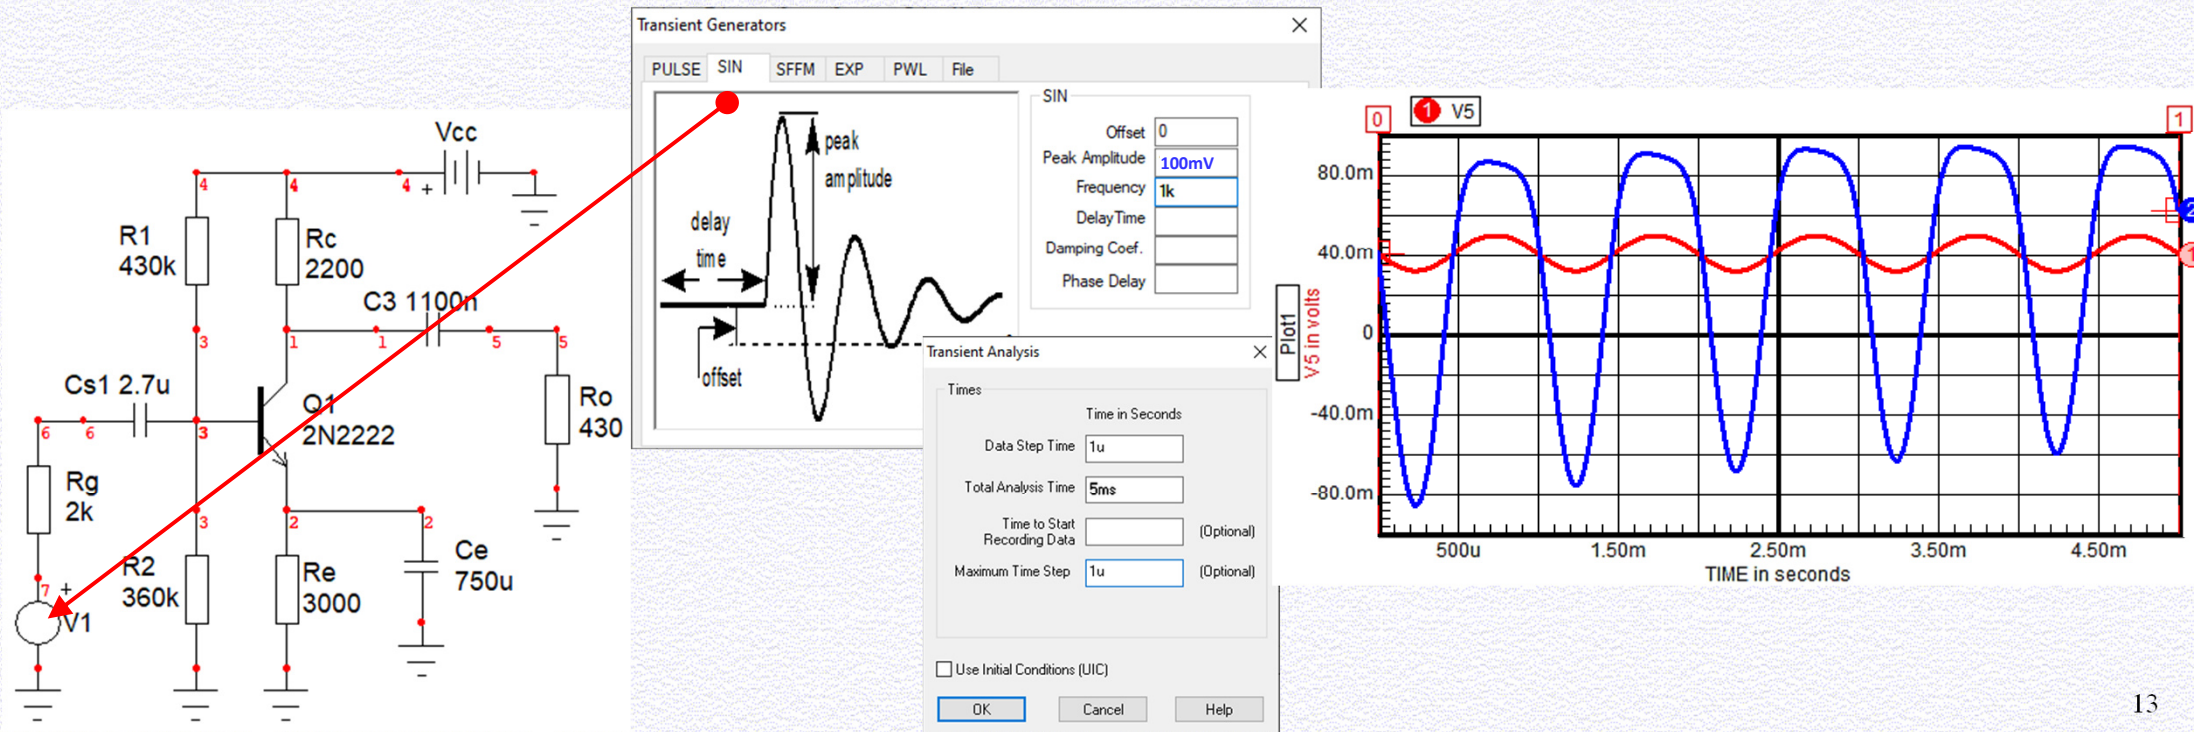 Vcc
4
4
4
+
R1
430k
Rc
2200
C3 1100n
3
1
1
5
5
Cs1 2.7u
Q1
2N2222
Ro
430
6
6
3
Rg
2k
3
2
2
R2
360k
Re
3000
Ce
750u
7
+
V1
Transient Generators
PULSE
SIN
SFFM
EXP
PWL
File
peak
amplitude
delay
time
offset
SIN
Offset 0
Peak Amplitude 100mV
Frequency 1k
DelayTime
Damping Coef.
Phase Delay
Transient Analysis
Times
Time in Seconds
Data Step Time 1u
Total Analysis Time 5ms
Time to Start
Recording Data
(Optional)
Maximum Time Step 1u (Optional)
Use Initial Conditions (UIC)
OK
Cancel
Help
0
1 V5
1
80.0m
40.0m
0
-40.0m
-80.0m
Plot1
V5 in volts
2
1
500u
1.50m
2.50m
3.50m
4.50m
TIME in seconds
13